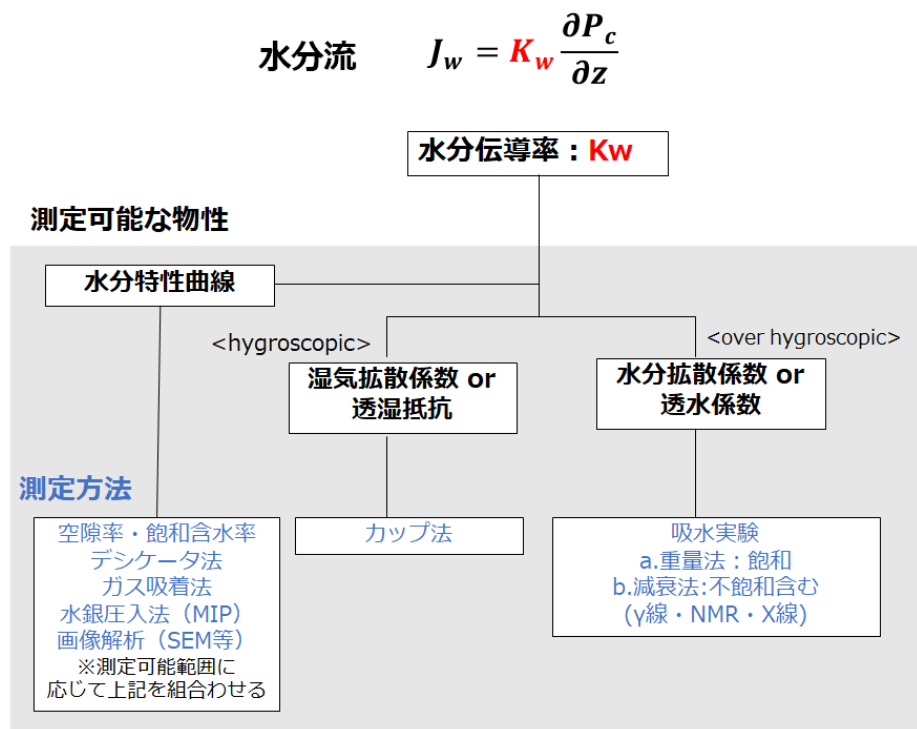 水分流 J_w = K_w ∂P_c/∂z
水分伝導率：Kw
測定可能な物性
水分特性曲線
<hygroscopic>
<over hygroscopic>
湿気拡散係数 or
透湿抵抗
水分拡散係数 or
透水係数
測定方法
空隙率・飽和含水率
デシケータ法
ガス吸着法
水銀圧入法（MIP）
画像解析（SEM等）
※測定可能範囲に
応じて上記を組合わせる
カップ法
吸水実験
a.重量法：飽和
b.減衰法:不飽和含む
(γ線・NMR・X線)